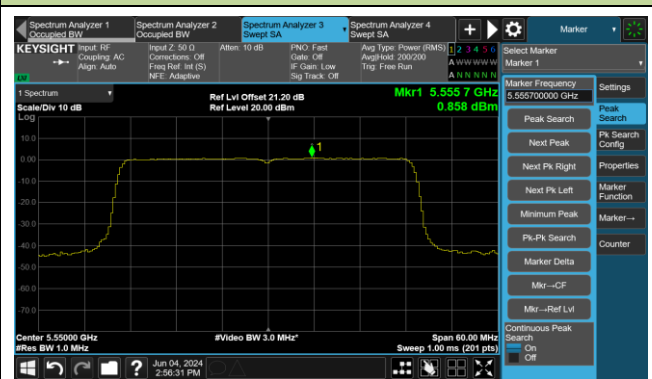 Spectrum Analyzer 1
Occupied BW
Spectrum Analyzer 2
Occupied BW
Spectrum Analyzer 3
Swept SA
Spectrum Analyzer 4
Swept SA
+
Marker
KEYSIGHT
Input: RF
Coupling: AC
Align: Auto
Input Z: 50 Ω
Corrections: Off
Freq Ref: Int (S)
NFE: Adaptive
Atten: 10 dB
PNO: Fast
Gate: Off
IF Gain: Low
Sig Track: Off
Avg Type: Power (RMS)
Avg|Hold: 200/200
Trig: Free Run
1 2 3 4 5 6
A W W W W W
A N N N N N
Select Marker
Marker 1
1 Spectrum
Scale/Div 10 dB
Log
Ref Lvl Offset 21.20 dB
Ref Level 20.00 dBm
Mkr1 5.555 7 GHz
0.858 dBm
10.0
0.00
-10.0
-20.0
-30.0
-40.0
-50.0
-60.0
-70.0
1
Center 5.55000 GHz
#Res BW 1.0 MHz
#Video BW 3.0 MHz*
Span 60.00 MHz
Sweep 1.00 ms (201 pts)
Marker Frequency
5.555700000 GHz
Peak Search
Next Peak
Next Pk Right
Next Pk Left
Minimum Peak
Pk-Pk Search
Marker Delta
Mkr→CF
Mkr→Ref Lvl
Continuous Peak
Search
On
Off
Settings
Peak
Search
Pk Search
Config
Properties
Marker
Function
Marker→
Counter
?
Jun 04, 2024
2:56:31 PM